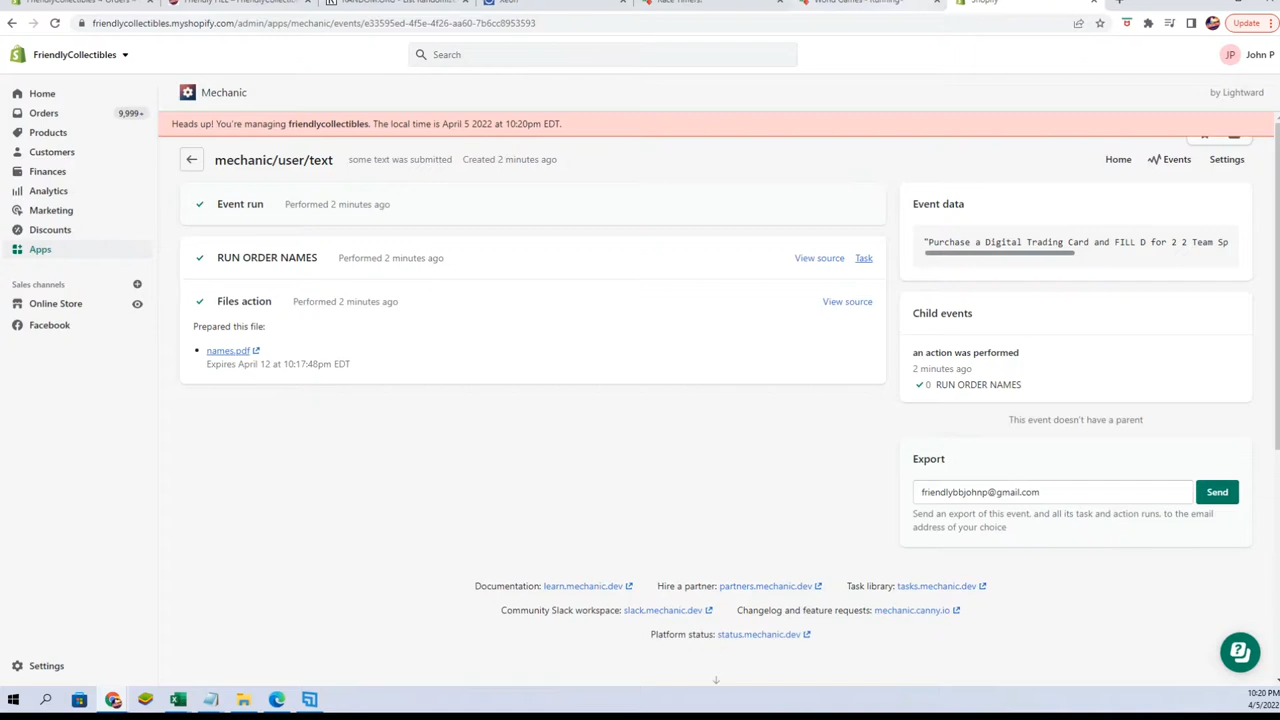 friendlycollectibles.myshopify.com/admin/apps/mechanic/events/e33595ed-4f5e-4f26-aa60-7b6cc8953593
Update
FriendlyCollectibles
Search
JP John P
Home
Orders 9,999+
Products
Customers
Finances
Analytics
Marketing
Discounts
Apps
Sales channels
Online Store
Facebook
Settings
Mechanic
by Lightward
Heads up! You're managing friendlycollectibles. The local time is April 5 2022 at 10:20pm EDT.
mechanic/user/text some text was submitted Created 2 minutes ago
Home Events Settings
Event run Performed 2 minutes ago
RUN ORDER NAMES Performed 2 minutes ago View source Task
Files action Performed 2 minutes ago View source
Prepared this file:
names.pdf
Expires April 12 at 10:17:48pm EDT
Event data
"Purchase a Digital Trading Card and FILL D for 2 2 Team Sp
Child events
an action was performed
2 minutes ago
0 RUN ORDER NAMES
This event doesn't have a parent
Export
friendlybbjohnp@gmail.com Send
Send an export of this event, and all its task and action runs, to the email
address of your choice
Documentation: learn.mechanic.dev Hire a partner: partners.mechanic.dev Task library: tasks.mechanic.dev
Community Slack workspace: slack.mechanic.dev Changelog and feature requests: mechanic.canny.io
Platform status: status.mechanic.dev
10:20 PM
4/5/2022